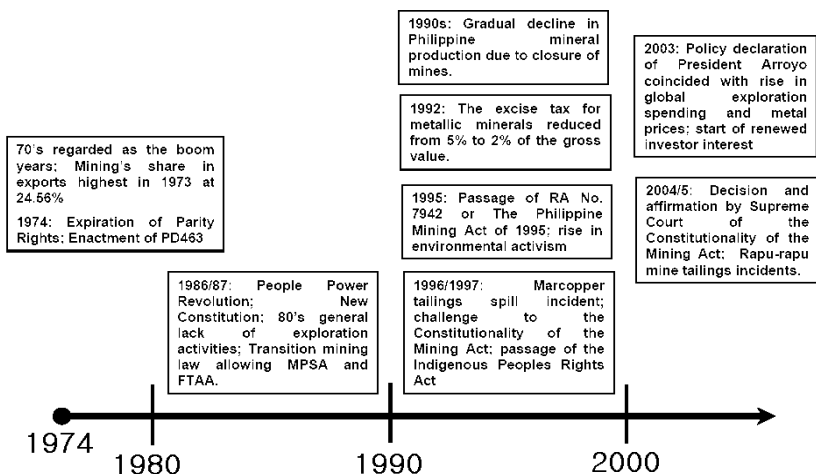 70's regarded as the boom
years; Mining's share in
exports highest in 1973 at
24.56%
1974: Expiration of Parity
Rights; Enactment of PD463
1986/87: People Power
Revolution; New
Constitution; 80's general
lack of exploration
activities; Transition mining
law allowing MPSA and
FTAA.
1990s: Gradual decline in
Philippine mineral
production due to closure of
mines.
1992: The excise tax for
metallic minerals reduced
from 5% to 2% of the gross
value.
1995: Passage of RA No.
7942 or The Philippine
Mining Act of 1995; rise in
environmental activism
1996/1997: Marcopper
tailings spill incident;
challenge to the
Constitutionality of the
Mining Act; passage of the
Indigenous Peoples Rights
Act
2003: Policy declaration
of President Arroyo
coincided with rise in
global exploration
spending and metal
prices; start of renewed
investor interest
2004/5: Decision and
affirmation by Supreme
Court of the
Constitutionality of the
Mining Act; Rapu-rapu
mine tailings incidents.
1974
1980
1990
2000